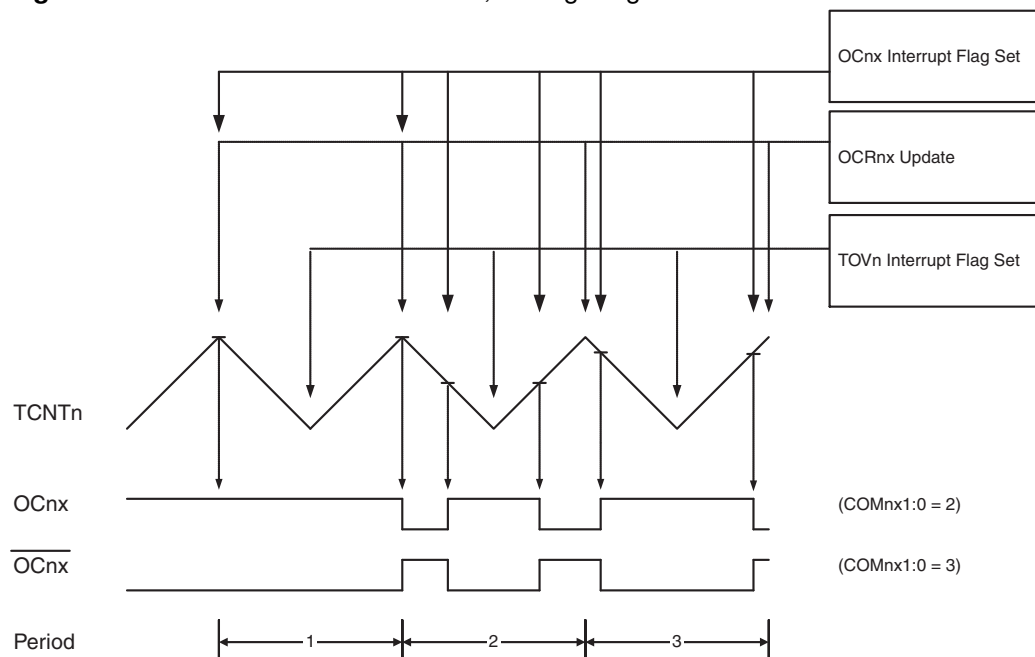 OCnx Interrupt Flag Set
OCRnx Update
TOVn Interrupt Flag Set
TCNTn
OCnx
(COMnx1:0 = 2)
OCnx
(COMnx1:0 = 3)
Period
1
2
3